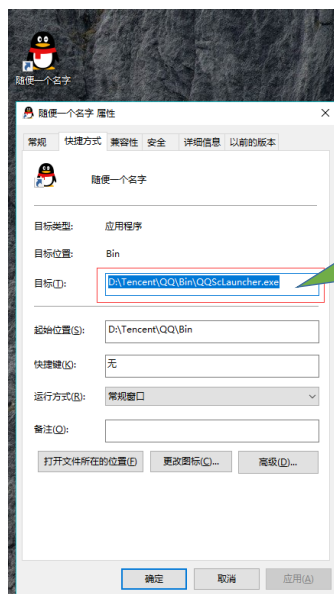 随便一个名字
随便一个名字 属性
常规 快捷方式 兼容性 安全 详细信息 以前的版本
随便一个名字
目标类型: 应用程序
目标位置: Bin
目标(T): D:\Tencent\QQ\Bin\QQScLauncher.exe
起始位置(S): D:\Tencent\QQ\Bin
快捷键(K): 无
运行方式(R): 常规窗口
备注(O):
打开文件所在的位置(F) 更改图标(C)... 高级(D)...
确定 取消 应用(A)